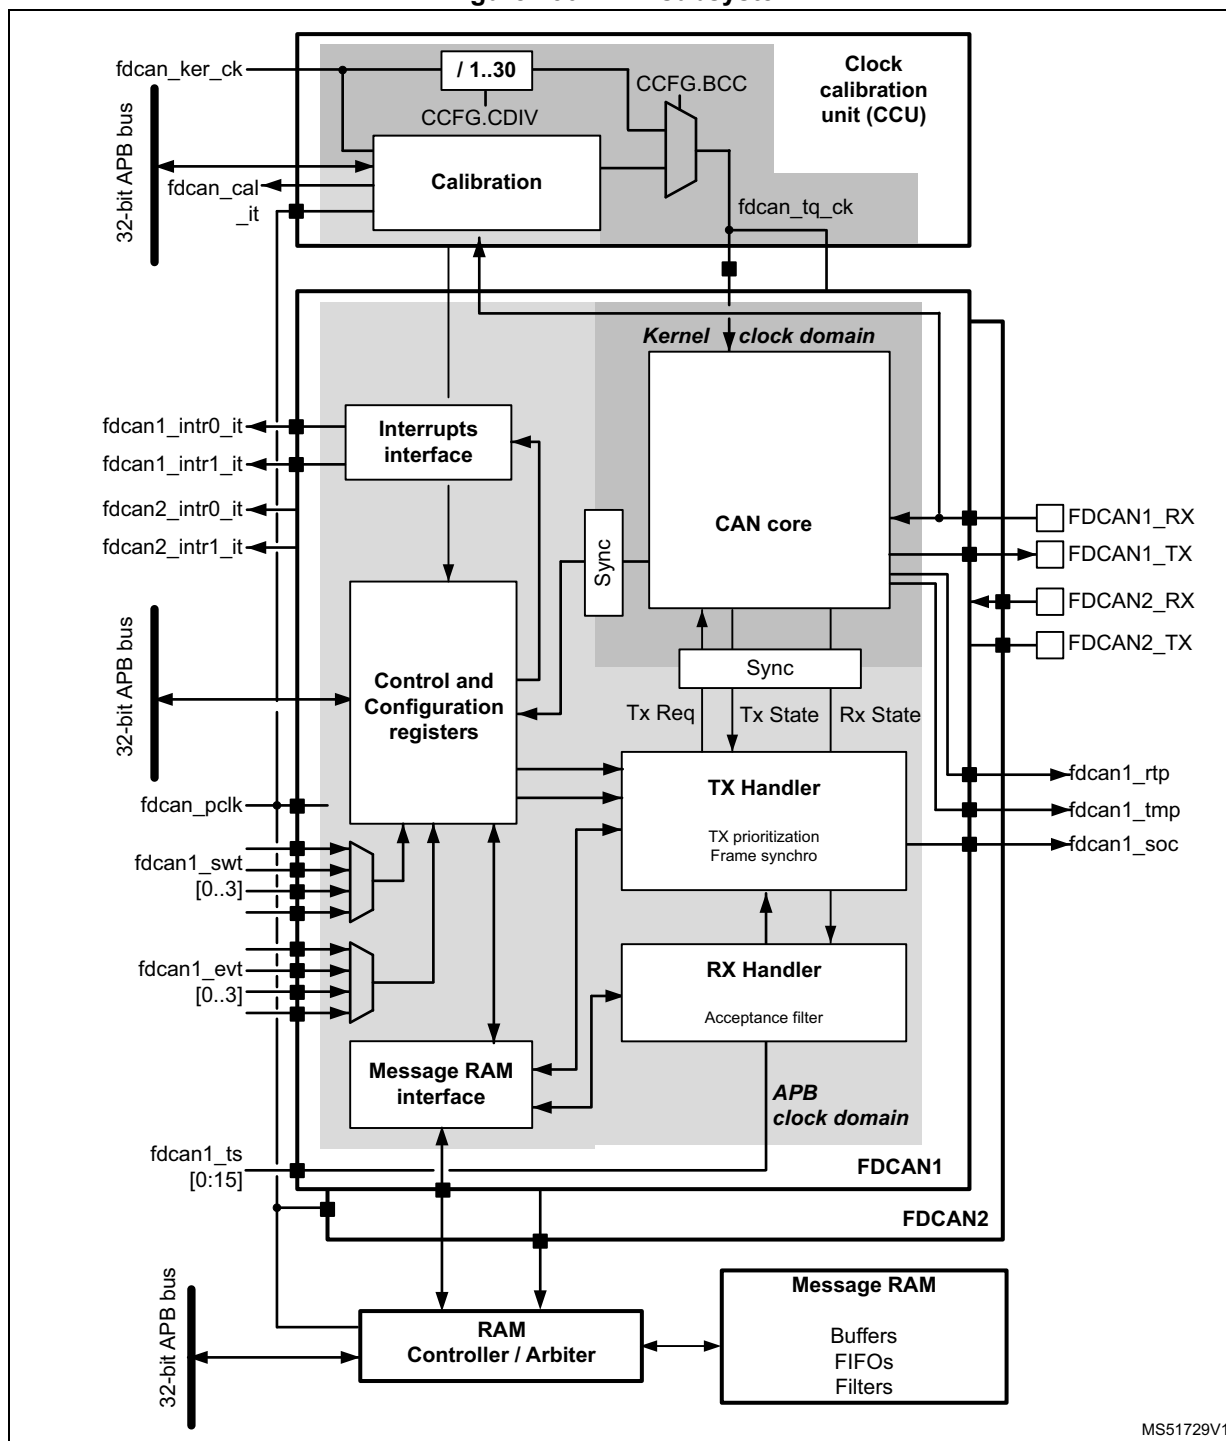 fdcan_ker_ck
/ 1..30
CCFG.BCC
Clock
calibration
unit (CCU)
CCFG.CDIV
32-bit APB bus
Calibration
fdcan_cal
_it
fdcan_tq_ck
Kernel clock domain
fdcan1_intr0_it
Interrupts
interface
fdcan1_intr1_it
fdcan2_intr0_it
fdcan2_intr1_it
CAN core
Sync
FDCAN1_RX
FDCAN1_TX
FDCAN2_RX
FDCAN2_TX
32-bit APB bus
Control and
Configuration
registers
Sync
Tx Req
Tx State
Rx State
fdcan_pclk
TX Handler
TX prioritization
Frame synchro
fdcan1_rtp
fdcan1_tmp
fdcan1_soc
fdcan1_swt
[0..3]
fdcan1_evt
[0..3]
RX Handler
Acceptance filter
Message RAM
interface
APB
clock domain
fdcan1_ts
[0:15]
FDCAN1
FDCAN2
32-bit APB bus
RAM
Controller / Arbiter
Message RAM
Buffers
FIFOs
Filters
MS51729V1